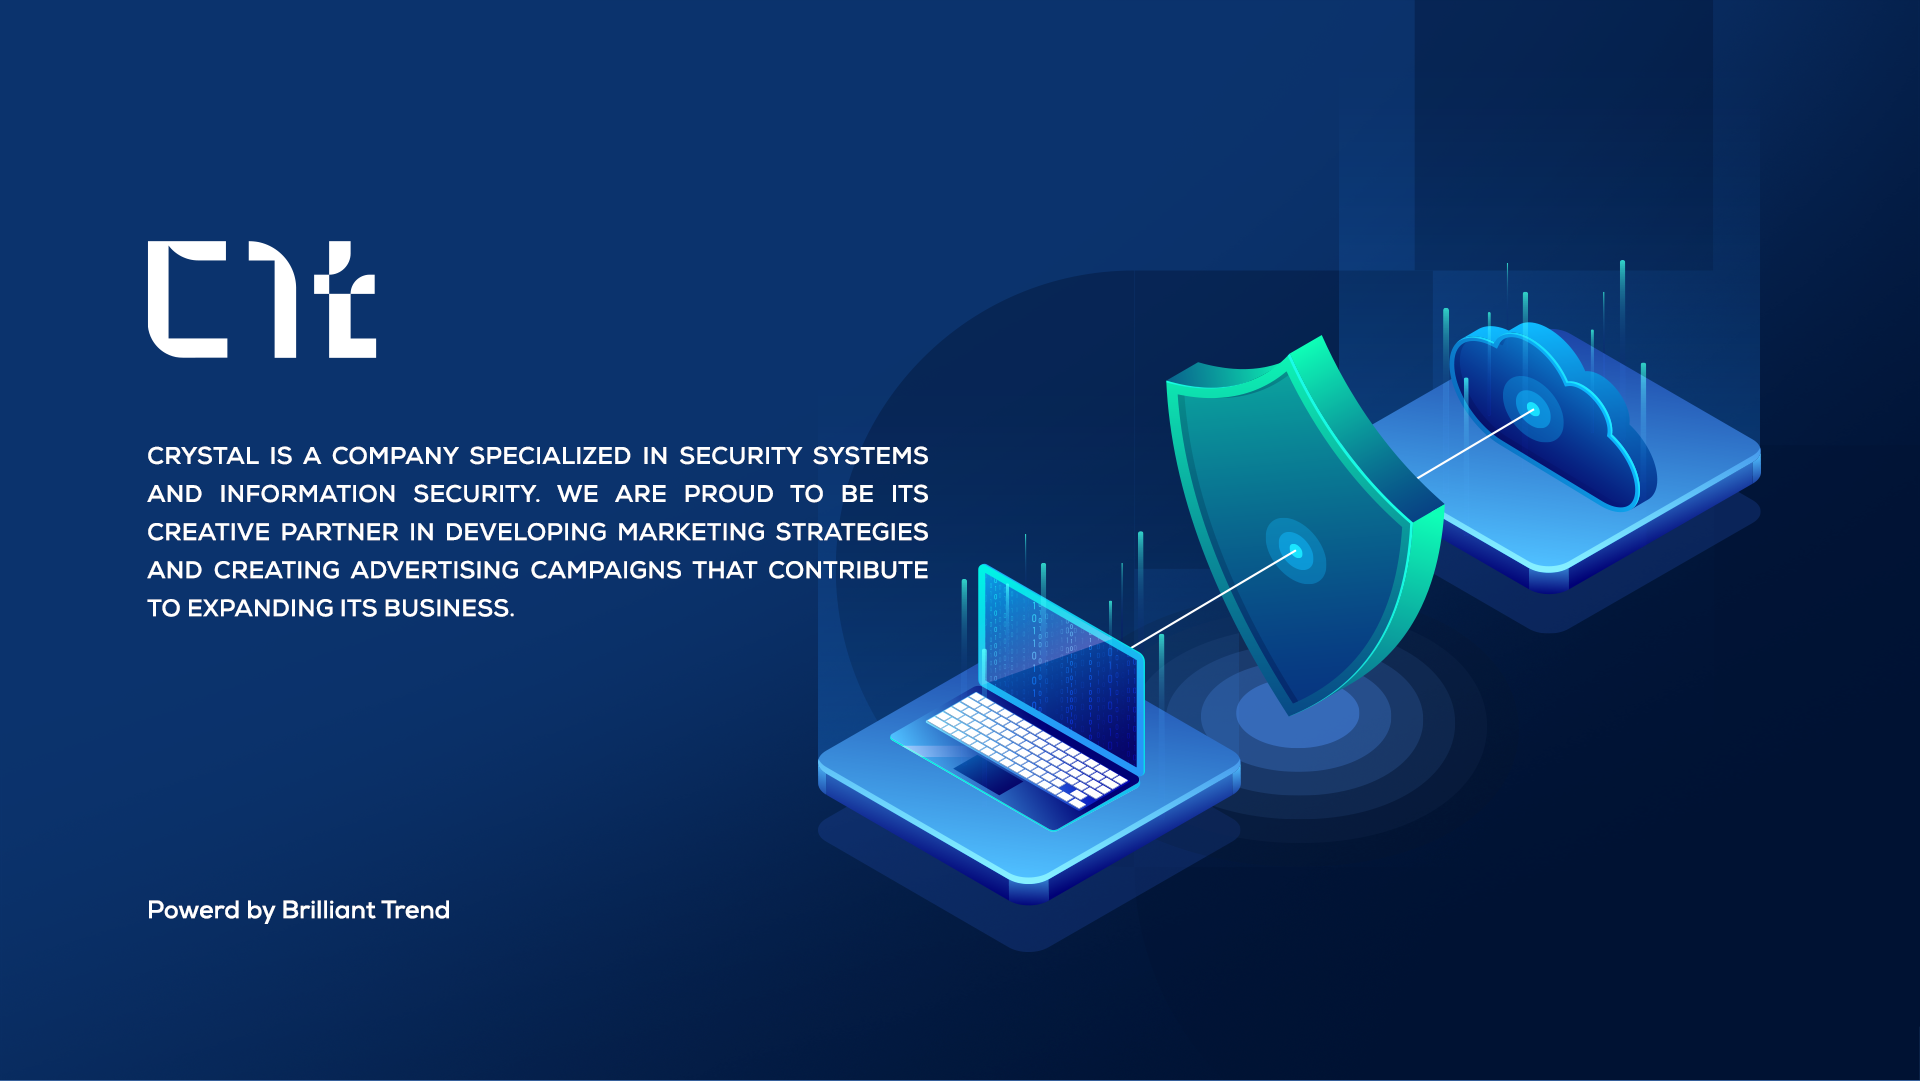 CRYSTAL IS A COMPANY SPECIALIZED IN SECURITY SYSTEMS
AND INFORMATION SECURITY. WE ARE PROUD TO BE ITS
CREATIVE PARTNER IN DEVELOPING MARKETING STRATEGIES
AND CREATING ADVERTISING CAMPAIGNS THAT CONTRIBUTE
TO EXPANDING ITS BUSINESS.
Powerd by Brilliant Trend